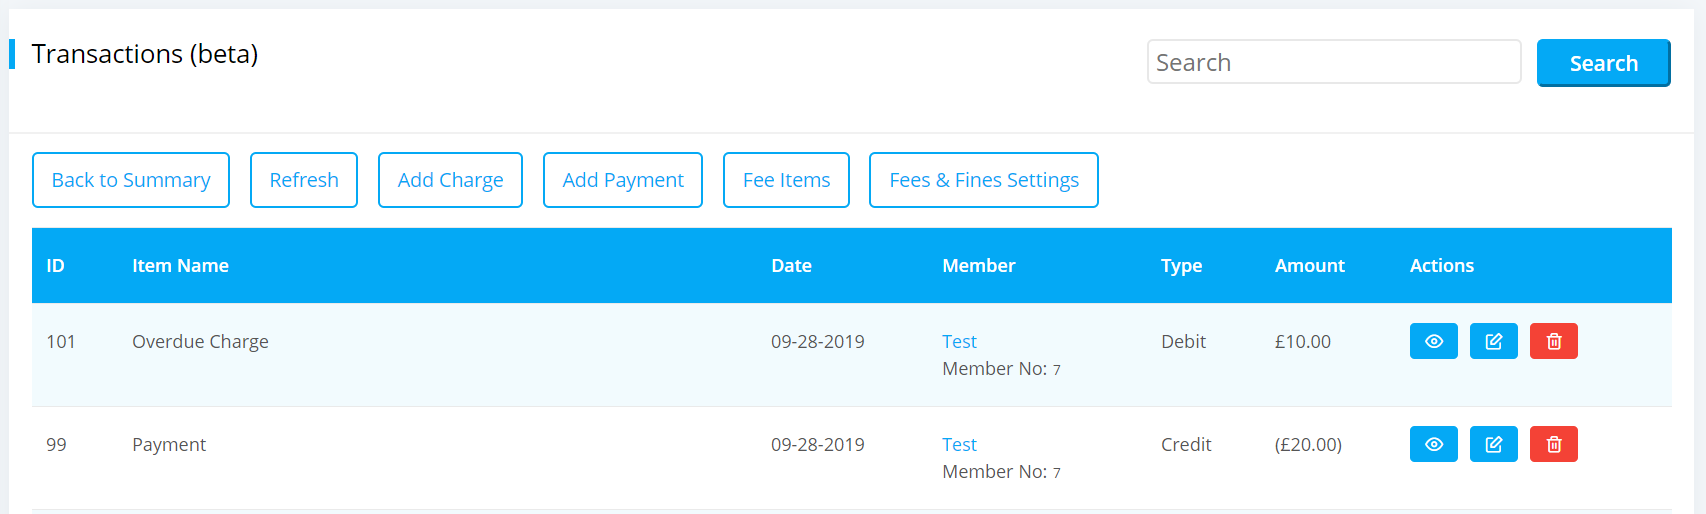 Transactions (beta)
Search
Search
Back to Summary
Refresh
Add Charge
Add Payment
Fee Items
Fees & Fines Settings
ID Item Name Date Member Type Amount Actions
101 Overdue Charge 09-28-2019 Test Debit £10.00
Member No: 7
99 Payment 09-28-2019 Test Credit (£20.00)
Member No: 7